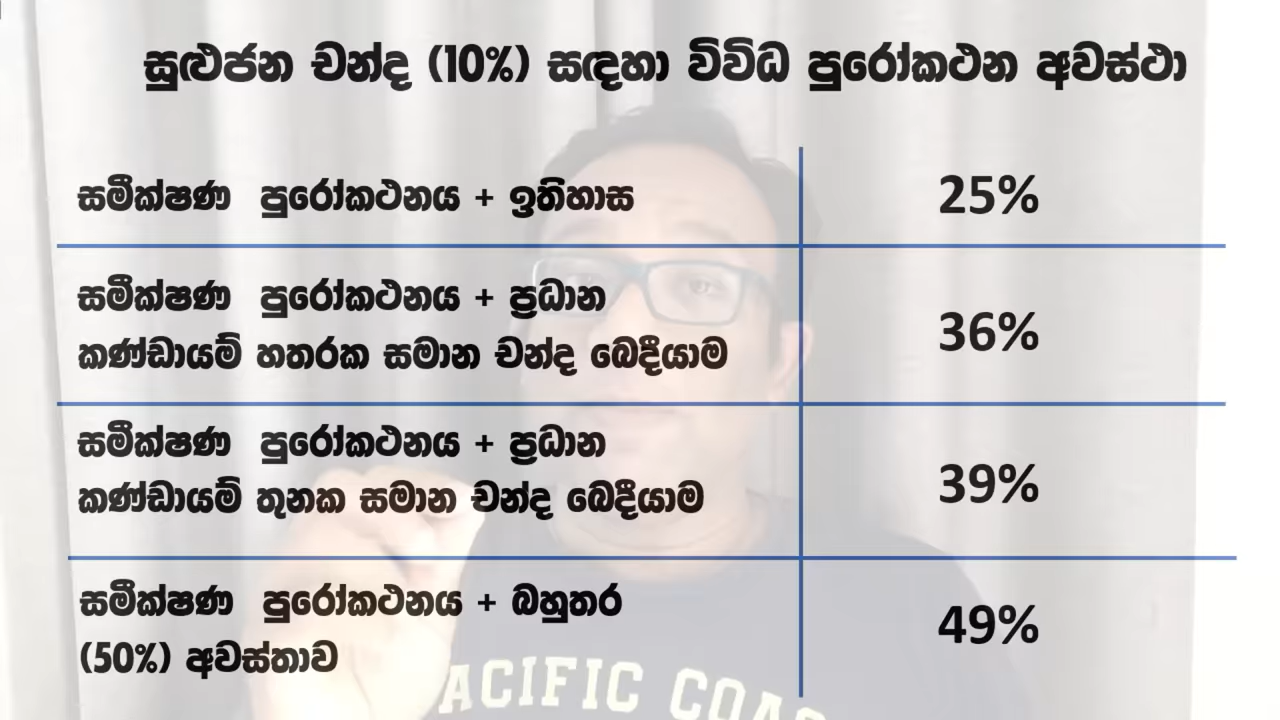 සුළුජන චන්ද (10%) සඳහා විවිධ පුරෝකථන අවස්ථා
සමීක්ෂණ පුරෝකථනය + ඉතිහාස
25%
සමීක්ෂණ පුරෝකථනය + ප්‍රධාන
කණ්ඩායම් හතරක සමාන චන්ද බෙදීයාම
36%
සමීක්ෂණ පුරෝකථනය + ප්‍රධාන
කණ්ඩායම් තුනක සමාන චන්ද බෙදීයාම
39%
සමීක්ෂණ පුරෝකථනය + බහුතර
(50%) අවස්තාව
49%
ACIFIC COA